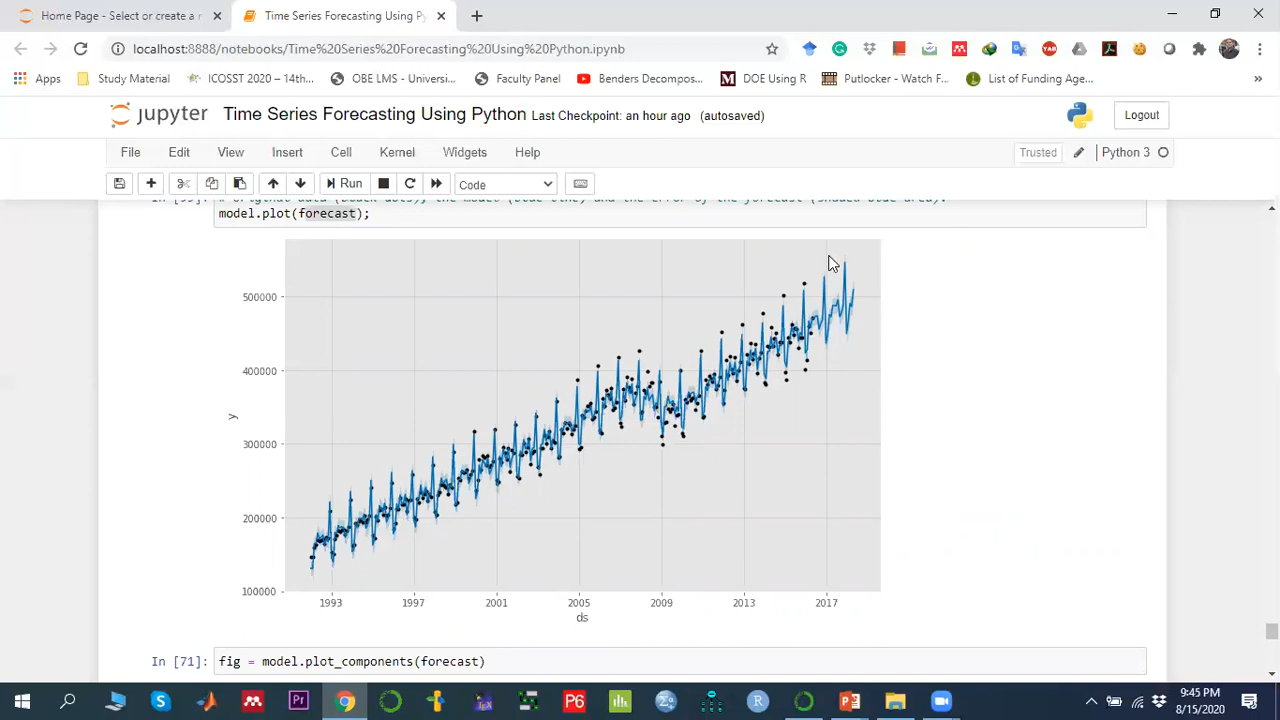 Home Page - Select or create a n
Time Series Forecasting Using Py
localhost:8888/notebooks/Time%20Series%20Forecasting%20Using%20Python.ipynb
Apps
Study Material
ICOSST 2020 – 14th...
OBE LMS - Universi...
Faculty Panel
Benders Decompos...
DOE Using R
Putlocker - Watch F...
List of Funding Age...
»
jupyter Time Series Forecasting Using Python Last Checkpoint: an hour ago (autosaved)
Logout
File Edit View Insert Cell Kernel Widgets Help
Trusted
Python 3
Run
Code
model.plot(forecast);
500000
400000
300000
200000
100000
y
1993 1997 2001 2005 2009 2013 2017
ds
In [71]: fig = model.plot_components(forecast)
9:45 PM
8/15/2020